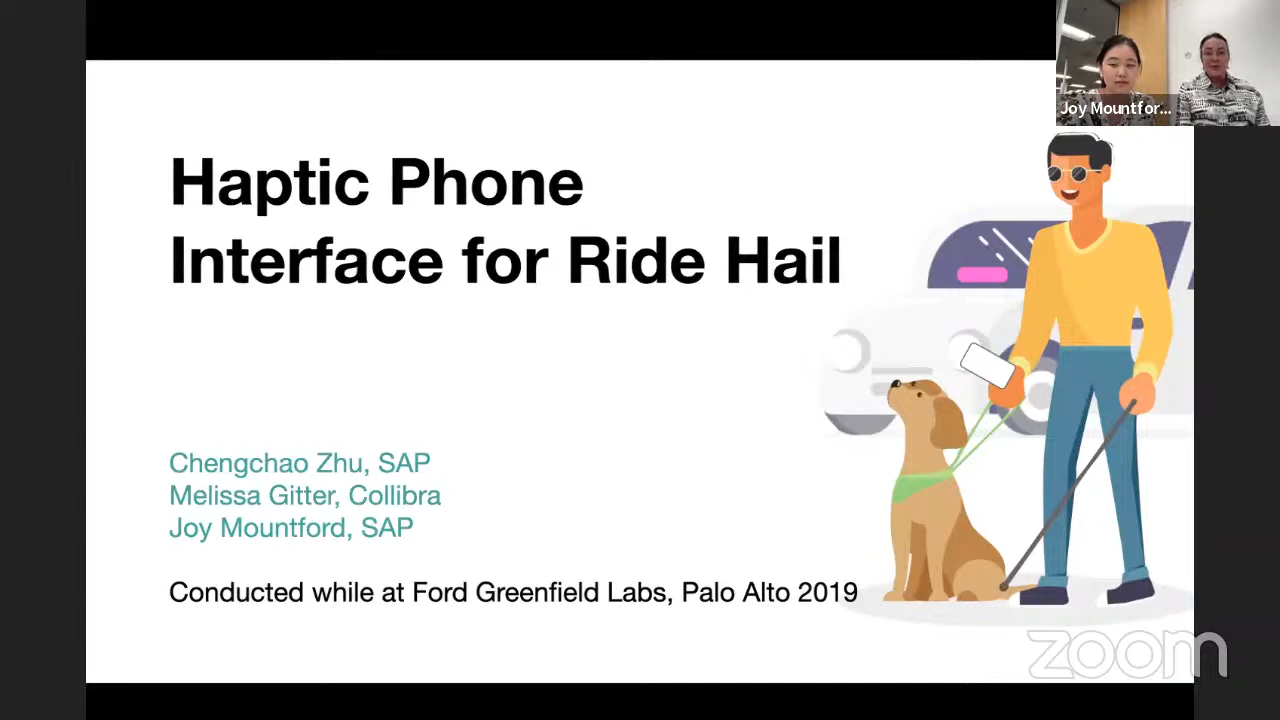 Joy Mountfor...
Haptic Phone
Interface for Ride Hail
Chengchao Zhu, SAP
Melissa Gitter, Collibra
Joy Mountford, SAP
Conducted while at Ford Greenfield Labs, Palo Alto 2019
zoom